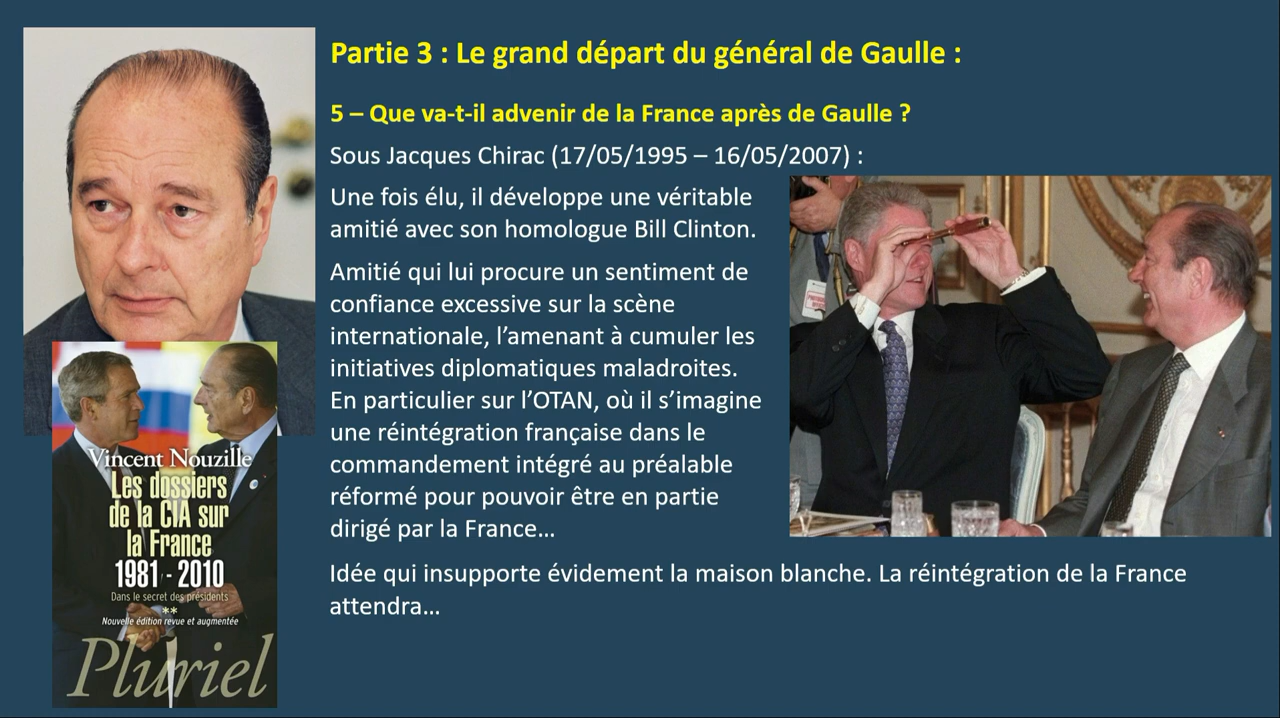 Partie 3 : Le grand départ du général de Gaulle :
5 – Que va-t-il advenir de la France après de Gaulle ?
Sous Jacques Chirac (17/05/1995 – 16/05/2007) :
Une fois élu, il développe une véritable
amitié avec son homologue Bill Clinton.
Amitié qui lui procure un sentiment de
confiance excessive sur la scène
internationale, l’amenant à cumuler les
initiatives diplomatiques maladroites.
En particulier sur l’OTAN, où il s’imagine
une réintégration française dans le
commandement intégré au préalable
réformé pour pouvoir être en partie
dirigé par la France…
Idée qui insupporte évidement la maison blanche. La réintégration de la France
attendra…
Vincent Nouzille
Les dossiers
de la CIA sur
la France
1981 - 2010
Dans le secret des présidents
**
Nouvelle édition revue et augmentée
Pluriel